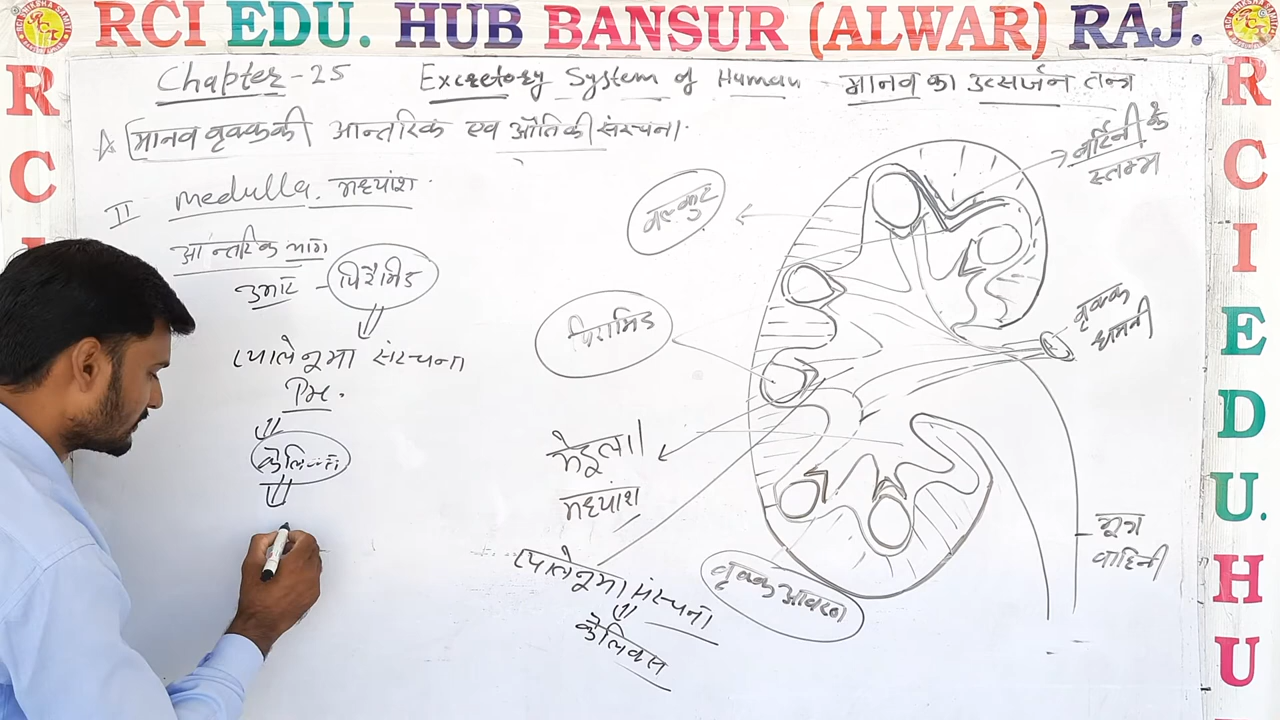 RCI EDU. HUB BANSUR (ALWAR) RAJ.
R
C
I
R
C
I
E
D
U.
H
U
Chapter-25 Excretory System of Human - मानव का उत्सर्जन तन्त्र
मानव वृक्क की आन्तरिक एव औतिकी संरचना.
II medulla. मध्यांश.
आन्तरिक भाग
उभार - पिरैमिड
प्यालेनूमा संरचना
कैलिक्स
वल्कुट
पिरामिड
मेडूला
मध्यांश
प्यालेनूमा संरचना
कैलिक्स
वृक्क आवरण
बर्टिनी के
स्तम्भ
वृक्क
धमनी
मूत्र
वाहिनी